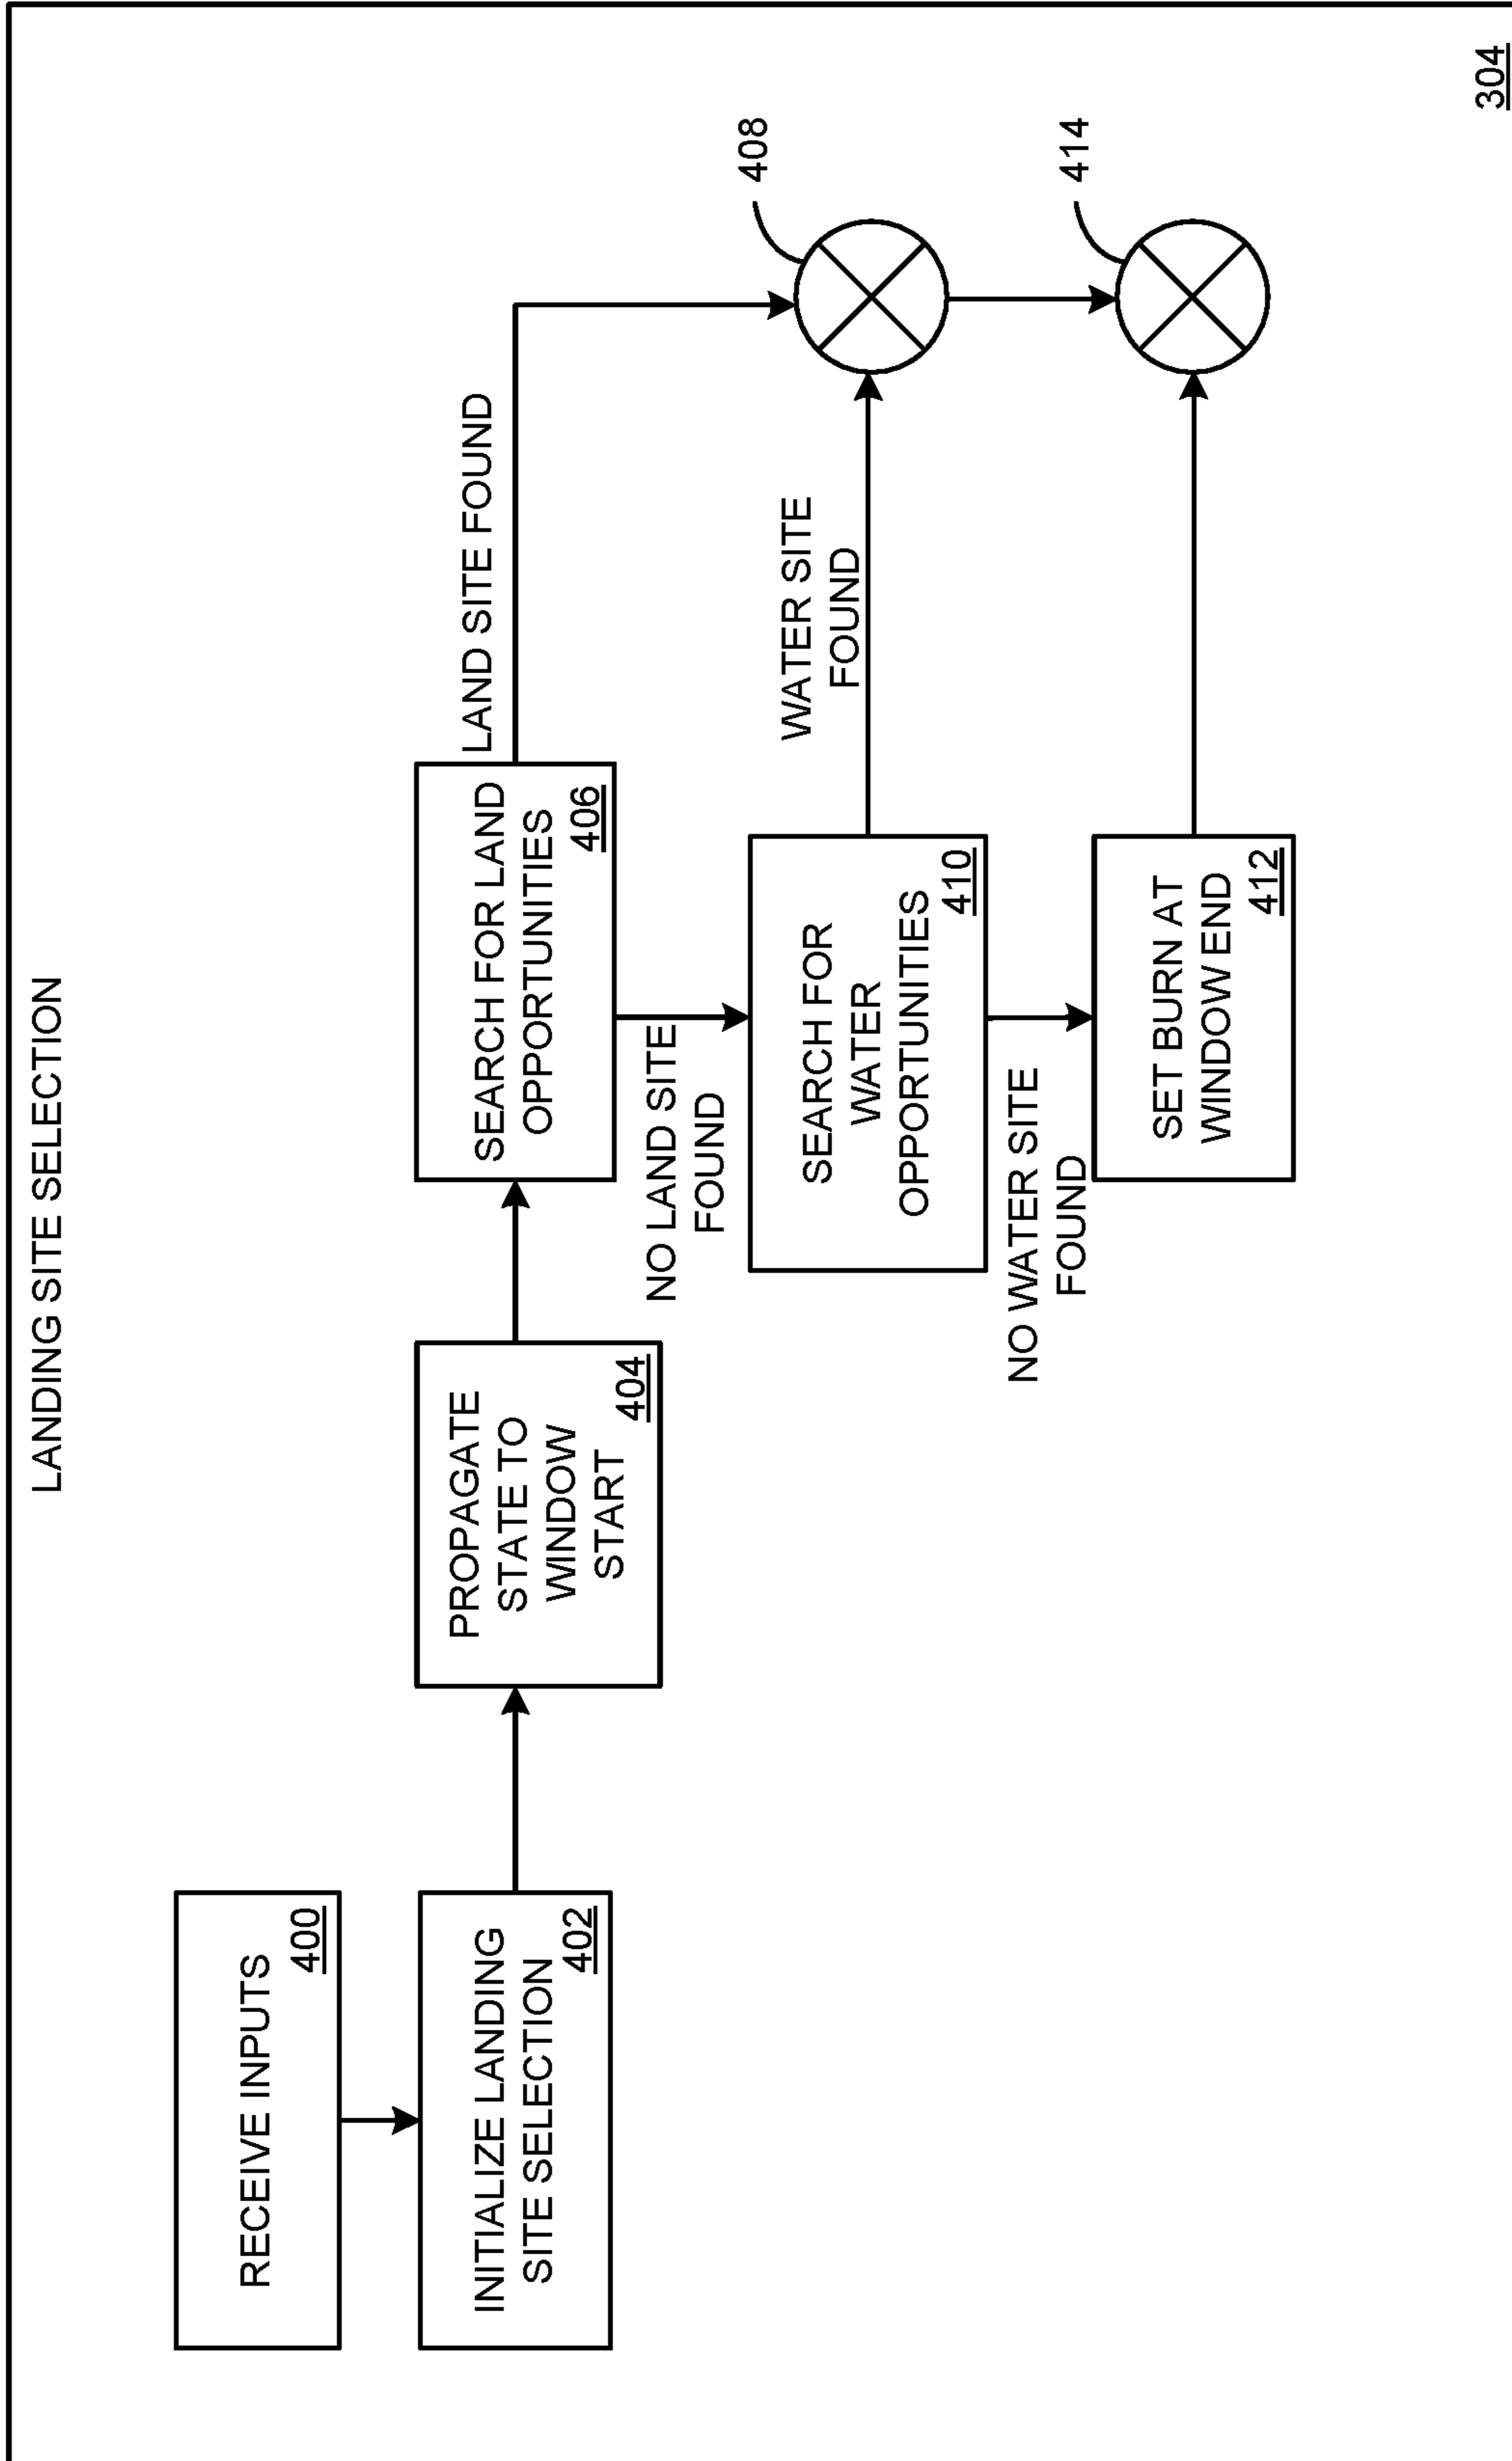 LANDING SITE SELECTION
RECEIVE INPUTS
400
INITIALIZE LANDING
SITE SELECTION
402
PROPAGATE
STATE TO
WINDOW
START
404
SEARCH FOR LAND
OPPORTUNITIES
406
LAND SITE FOUND
NO LAND SITE
FOUND
408
SEARCH FOR
WATER
OPPORTUNITIES
410
WATER SITE
FOUND
NO WATER SITE
FOUND
SET BURN AT
WINDOW END
412
414
304